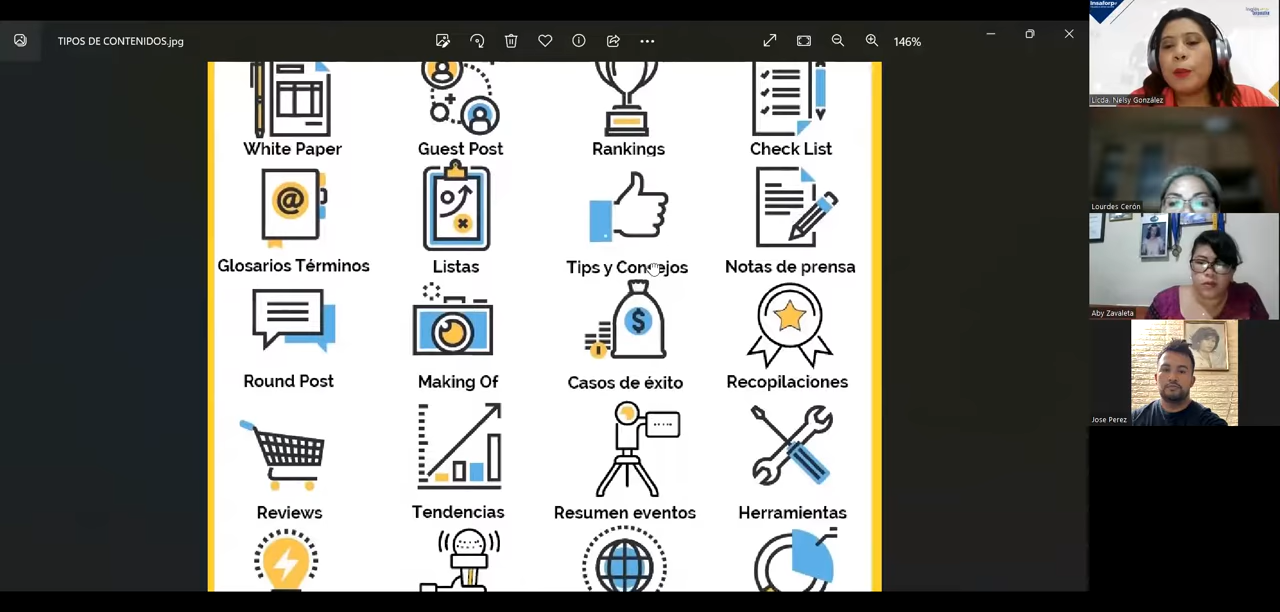 TIPOS DE CONTENIDOS.jpg
146%
White Paper
Guest Post
Rankings
Check List
@
Glosarios Términos
Listas
Tips y Consejos
Notas de prensa
Round Post
Making Of
$
Casos de éxito
Recopilaciones
Reviews
Tendencias
Resumen eventos
Herramientas
Insaforp
Licda. Nelsy González
Lourdes Cerón
Aby Zavaleta
Jose Perez